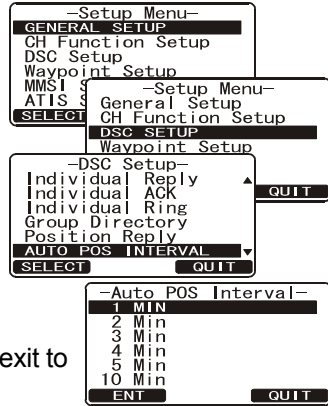 –Setup Menu–
GENERAL SETUP
CH Function Setup
DSC Setup
Waypoint Setup
MMSI S
ATIS S
SELECT
–Setup Menu–
General Setup
CH Function Setup
DSC SETUP
Waypoint Setup
QUIT
–DSC Setup–
Individual Reply
Individual ACK
Individual Ring
Group Directory
Position Reply
AUTO POS INTERVAL
SELECT QUIT
–Auto POS Interval–
1 MIN
2 Min
3 Min
4 Min
5 Min
10 Min
ENT QUIT
exit to